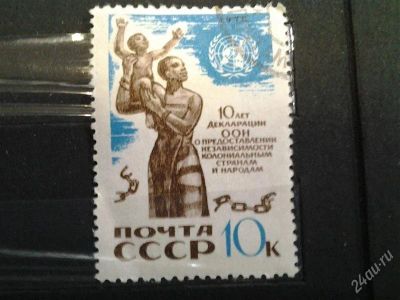 1970
10 ЛЕТ
ДЕКЛАРАЦИИ
ООН
О ПРЕДОСТАВЛЕНИИ
НЕЗАВИСИМОСТИ
КОЛОНИАЛЬНЫМ
СТРАНАМ
И НАРОДАМ
ПОЧТА
СССР 10К
24au.ru